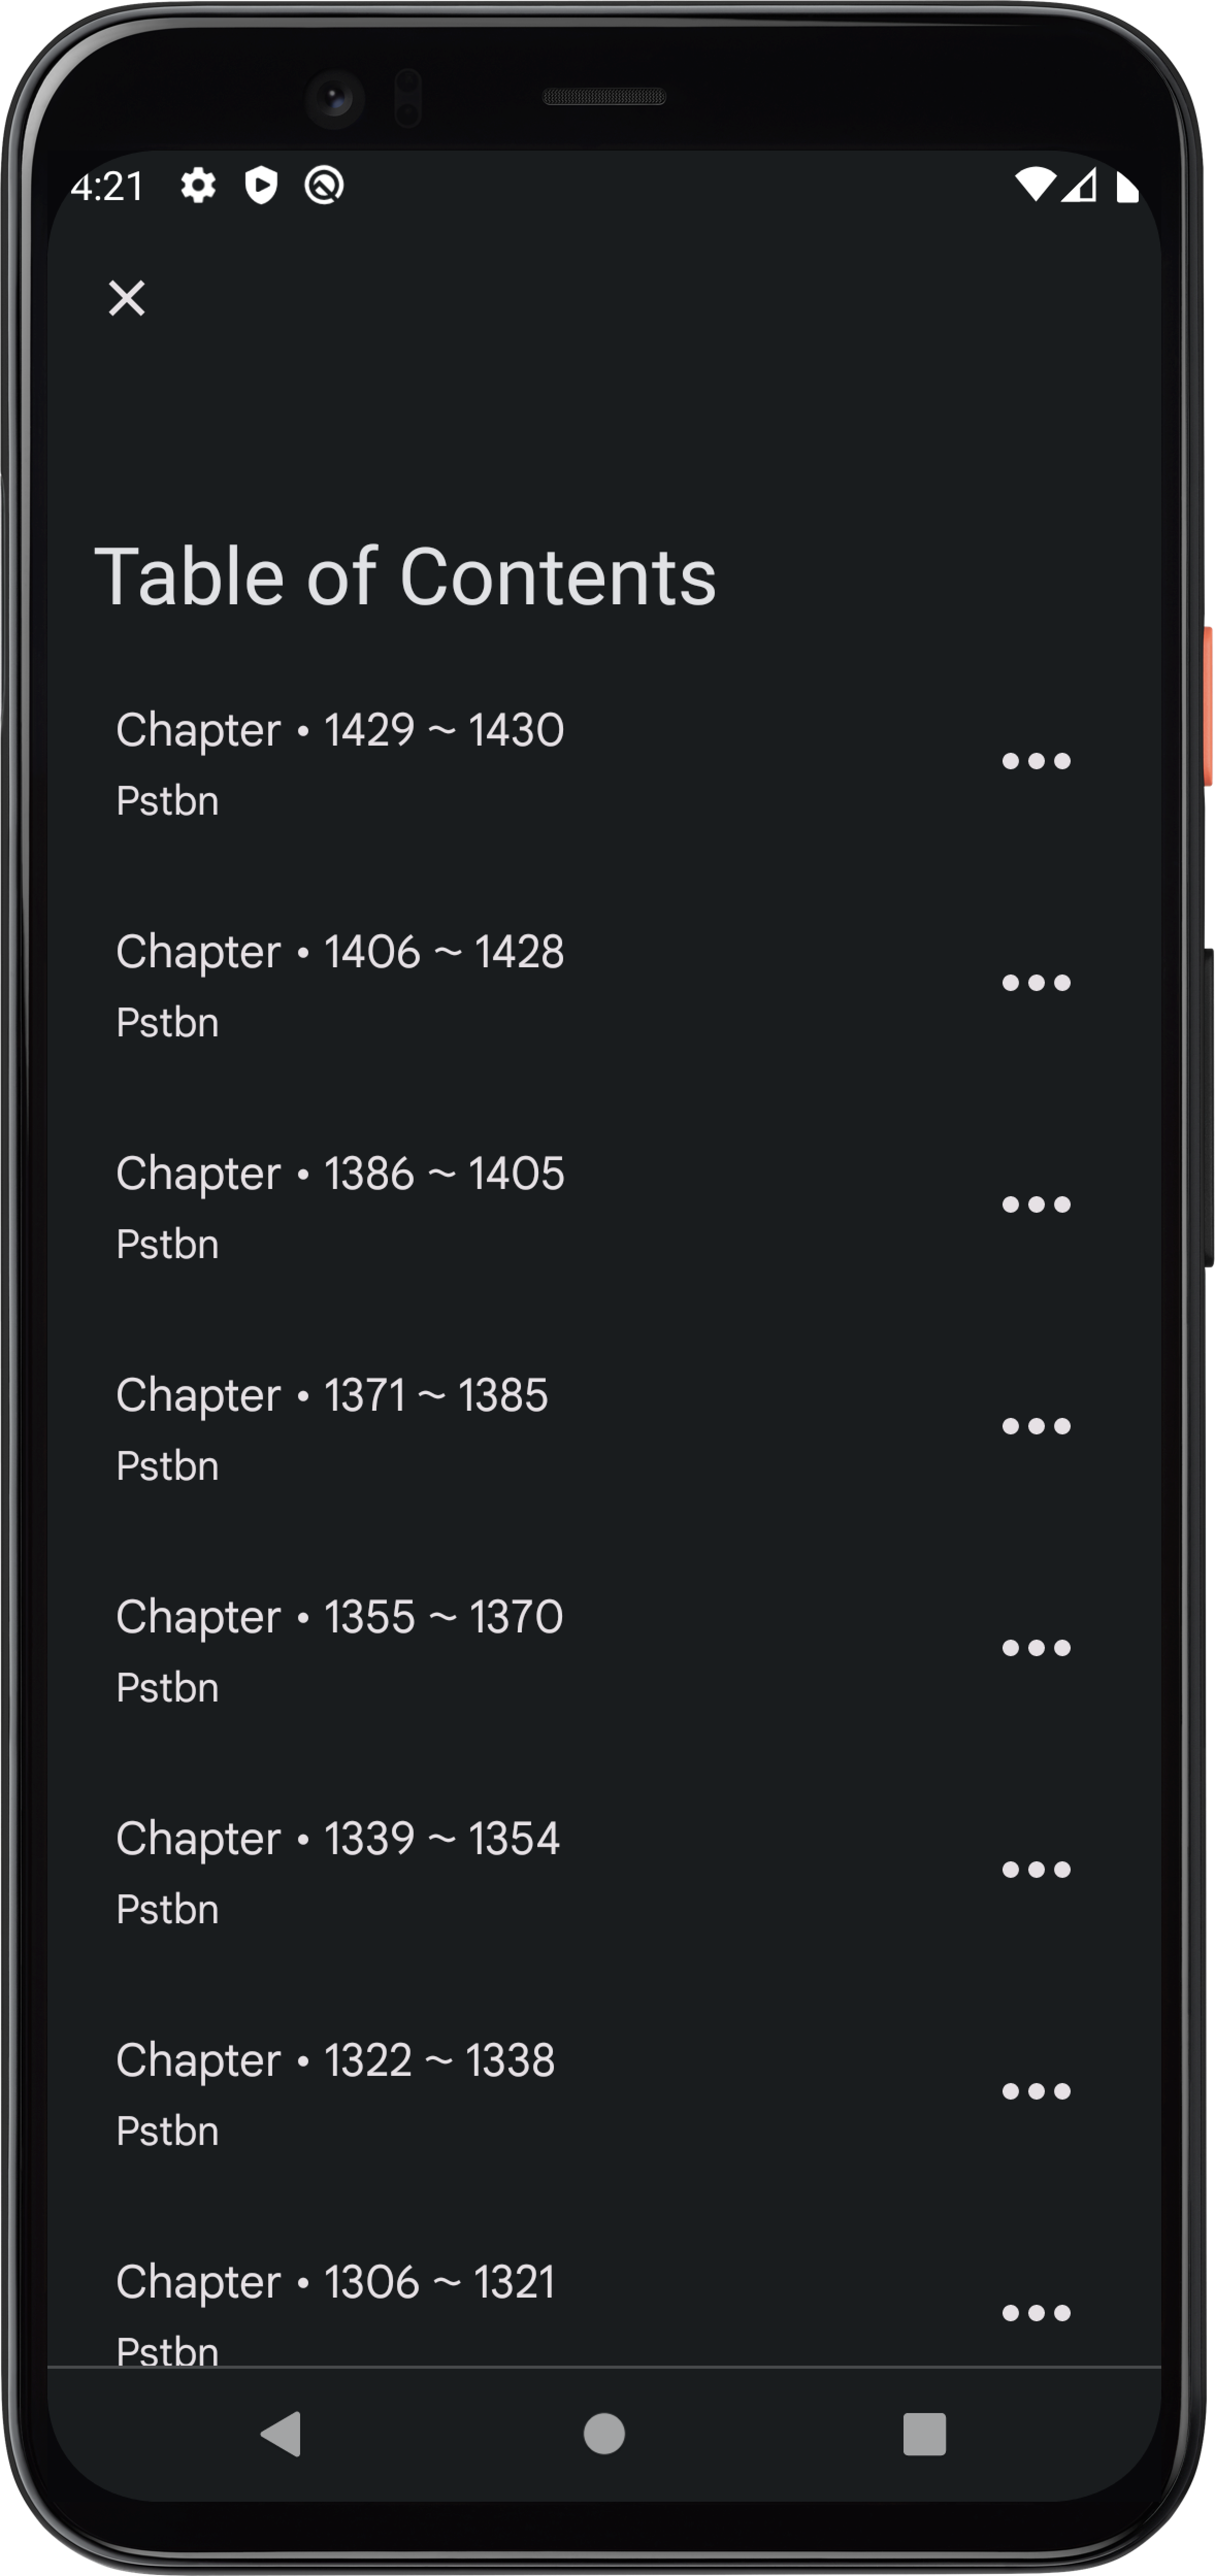 4:21
Table of Contents
Chapter • 1429 ~ 1430
Pstbn
Chapter • 1406 ~ 1428
Pstbn
Chapter • 1386 ~ 1405
Pstbn
Chapter • 1371 ~ 1385
Pstbn
Chapter • 1355 ~ 1370
Pstbn
Chapter • 1339 ~ 1354
Pstbn
Chapter • 1322 ~ 1338
Pstbn
Chapter • 1306 ~ 1321
Pstbn